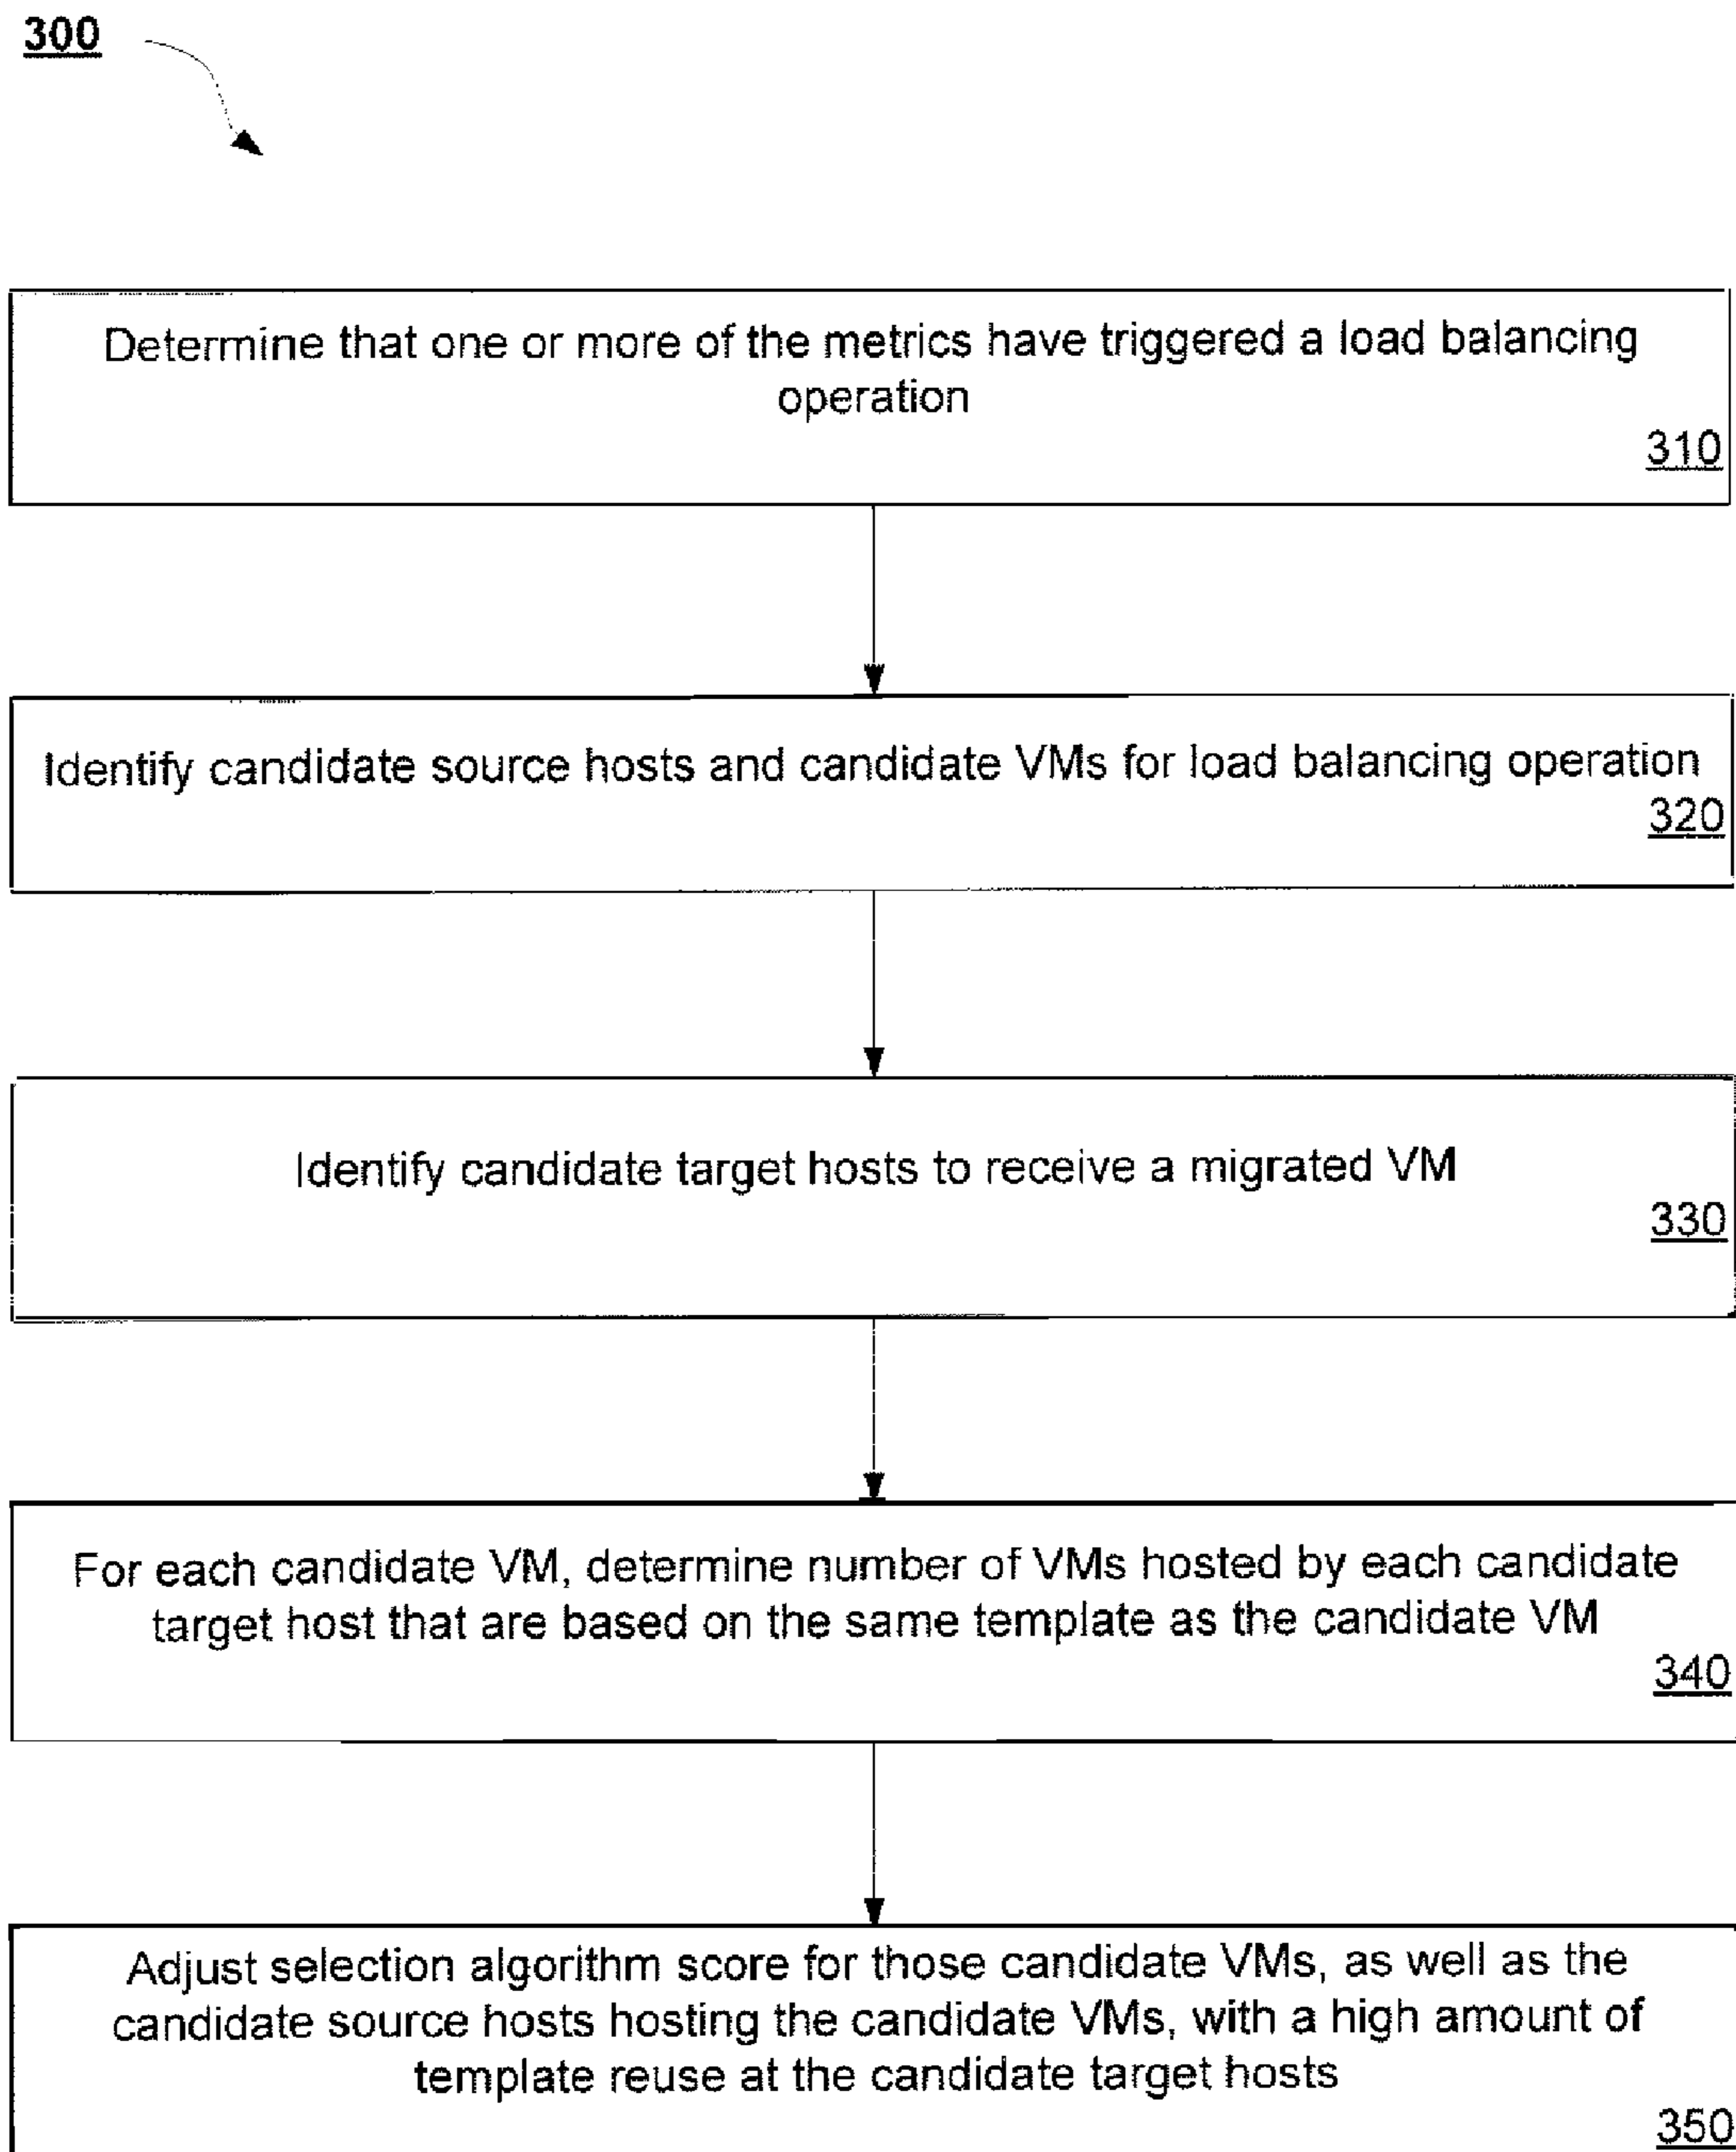 300
Determine that one or more of the metrics have triggered a load balancing
operation
310
Identify candidate source hosts and candidate VMs for load balancing operation
320
Identify candidate target hosts to receive a migrated VM
330
For each candidate VM, determine number of VMs hosted by each candidate
target host that are based on the same template as the candidate VM
340
Adjust selection algorithm score for those candidate VMs, as well as the
candidate source hosts hosting the candidate VMs, with a high amount of
template reuse at the candidate target hosts
350